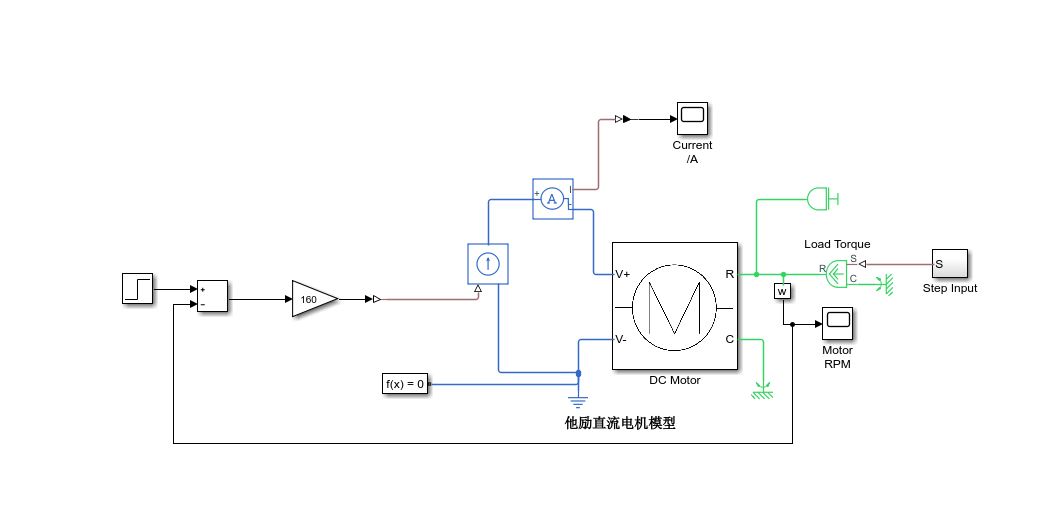 Current
/A
+
I
A
V+
R
V-
C
DC Motor
Load Torque
S
R
C
S
Step Input
w
Motor
RPM
+
-
160
f(x) = 0
他励直流电机模型